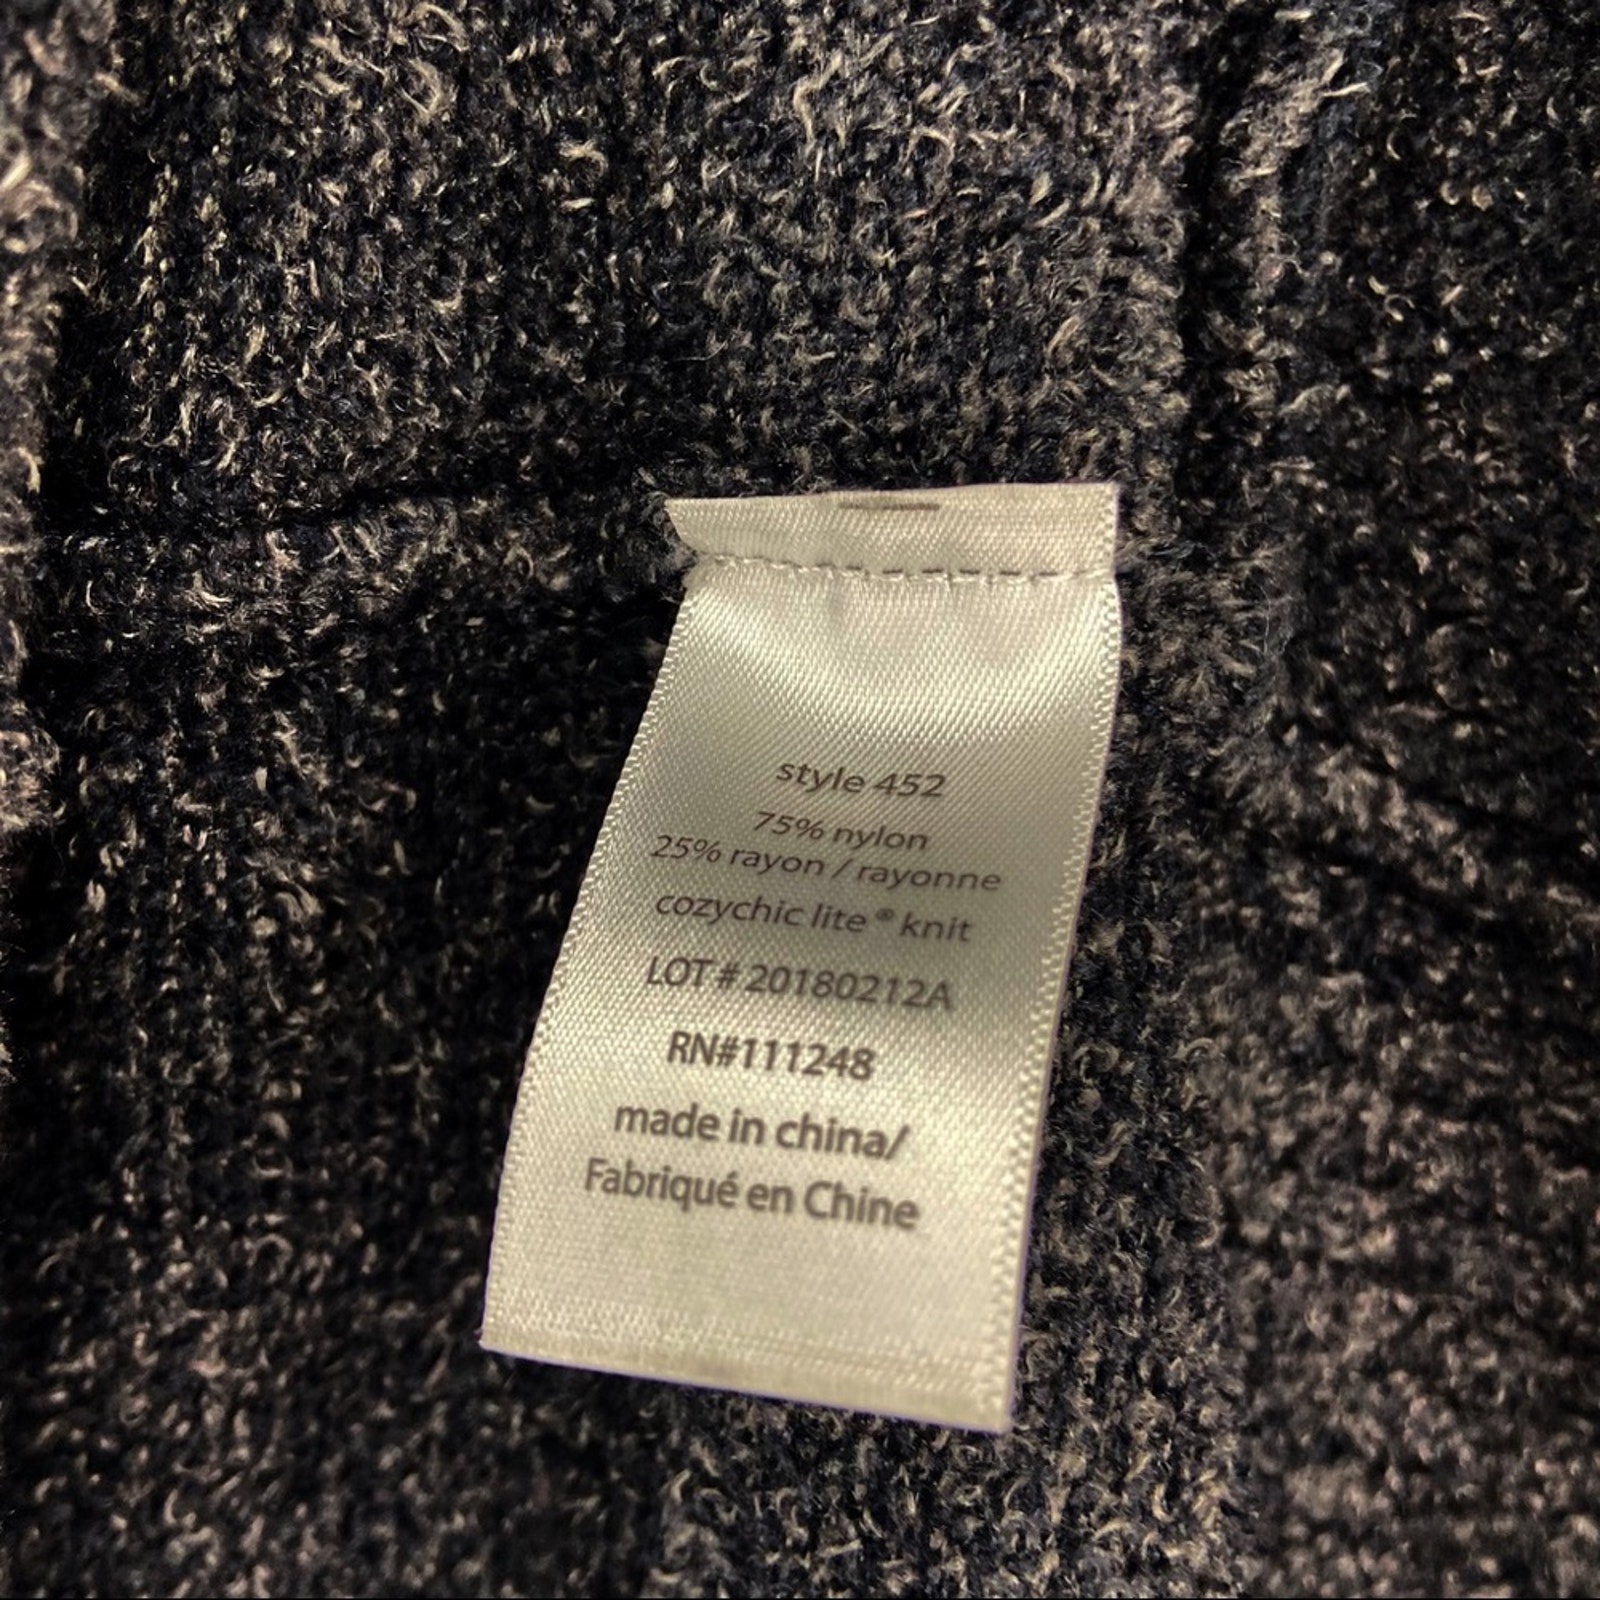 style 452
75% nylon
25% rayon / rayonne
cozychic lite® knit
LOT # 20180212A
RN#111248
made in china/
Fabriqué en Chine